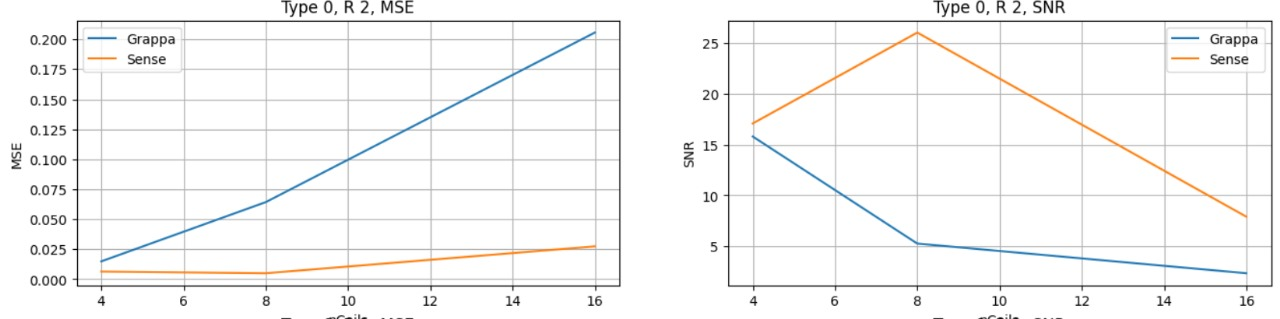 Type 0, R 2, MSE
0.200
0.175
0.150
0.125
0.100
0.075
0.050
0.025
0.000
MSE
Grappa
Sense
4 6 8 10 12 14 16
Coils
Type 0, R 2, SNR
25
20
15
10
5
SNR
Grappa
Sense
4 6 8 10 12 14 16
Coils